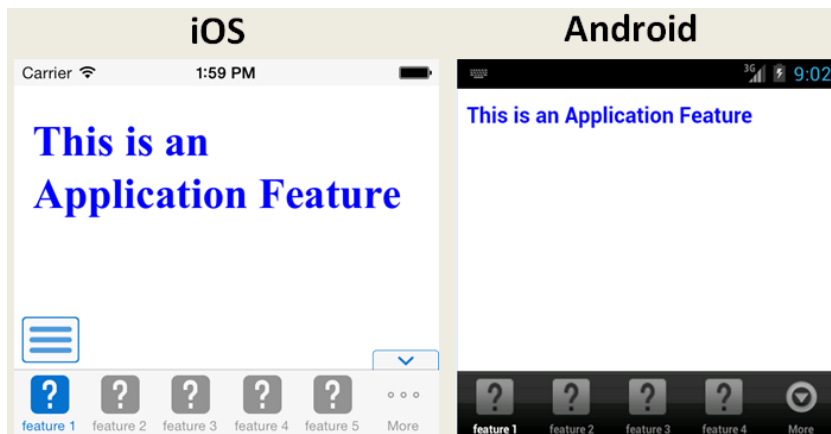 iOS
Carrier 1:59 PM
This is an
Application Feature
feature 1 feature 2 feature 3 feature 4 feature 5 More
Android
3G 9:02
This is an Application Feature
feature 1 feature 2 feature 3 feature 4 More